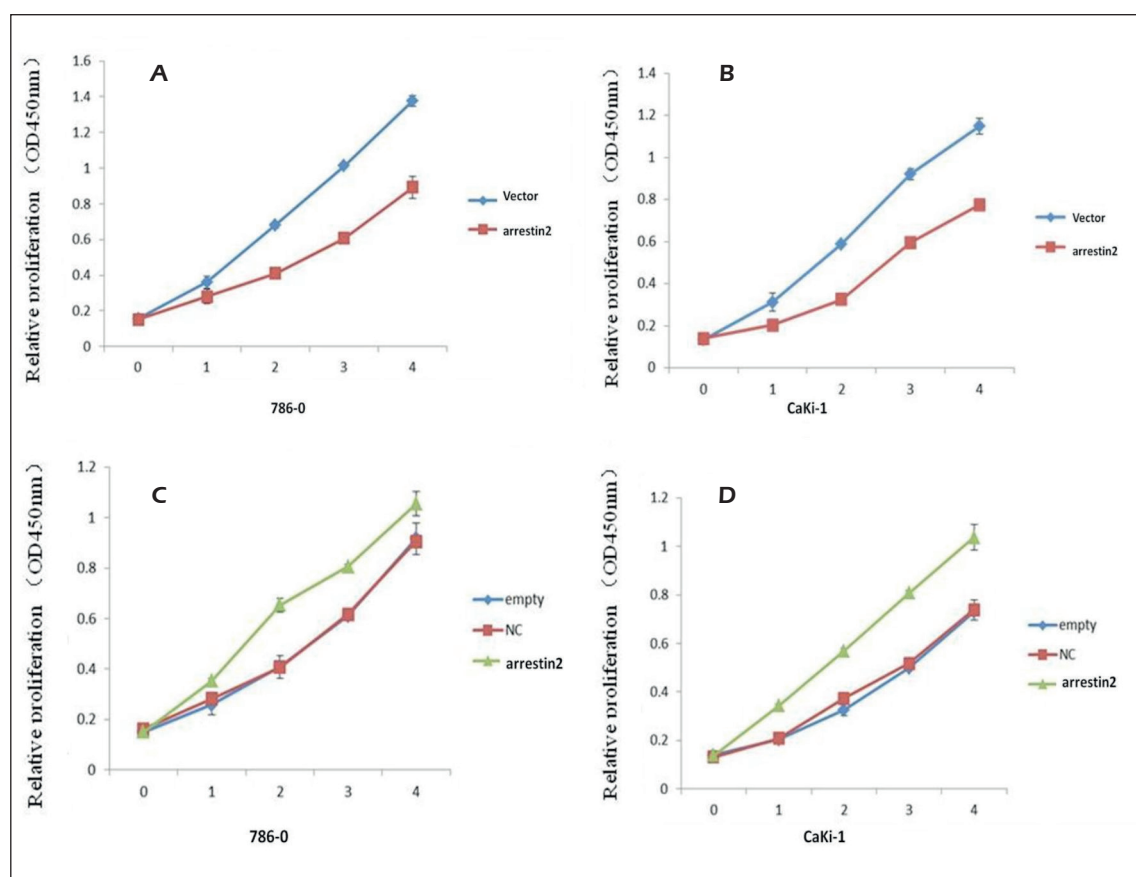 A
Relative proliferation (OD450nm)
1.6
1.4
1.2
1
0.8
0.6
0.4
0.2
0
0 1 2 3 4
786-0
Vector
arrestin2
B
Relative proliferation (OD450nm)
1.4
1.2
1
0.8
0.6
0.4
0.2
0
0 1 2 3 4
CaKi-1
Vector
arrestin2
C
Relative proliferation (OD450nm)
1.2
1
0.8
0.6
0.4
0.2
0
0 1 2 3 4
786-0
empty
NC
arrestin2
D
Relative proliferation (OD450nm)
1.2
1
0.8
0.6
0.4
0.2
0
0 1 2 3 4
CaKi-1
empty
NC
arrestin2